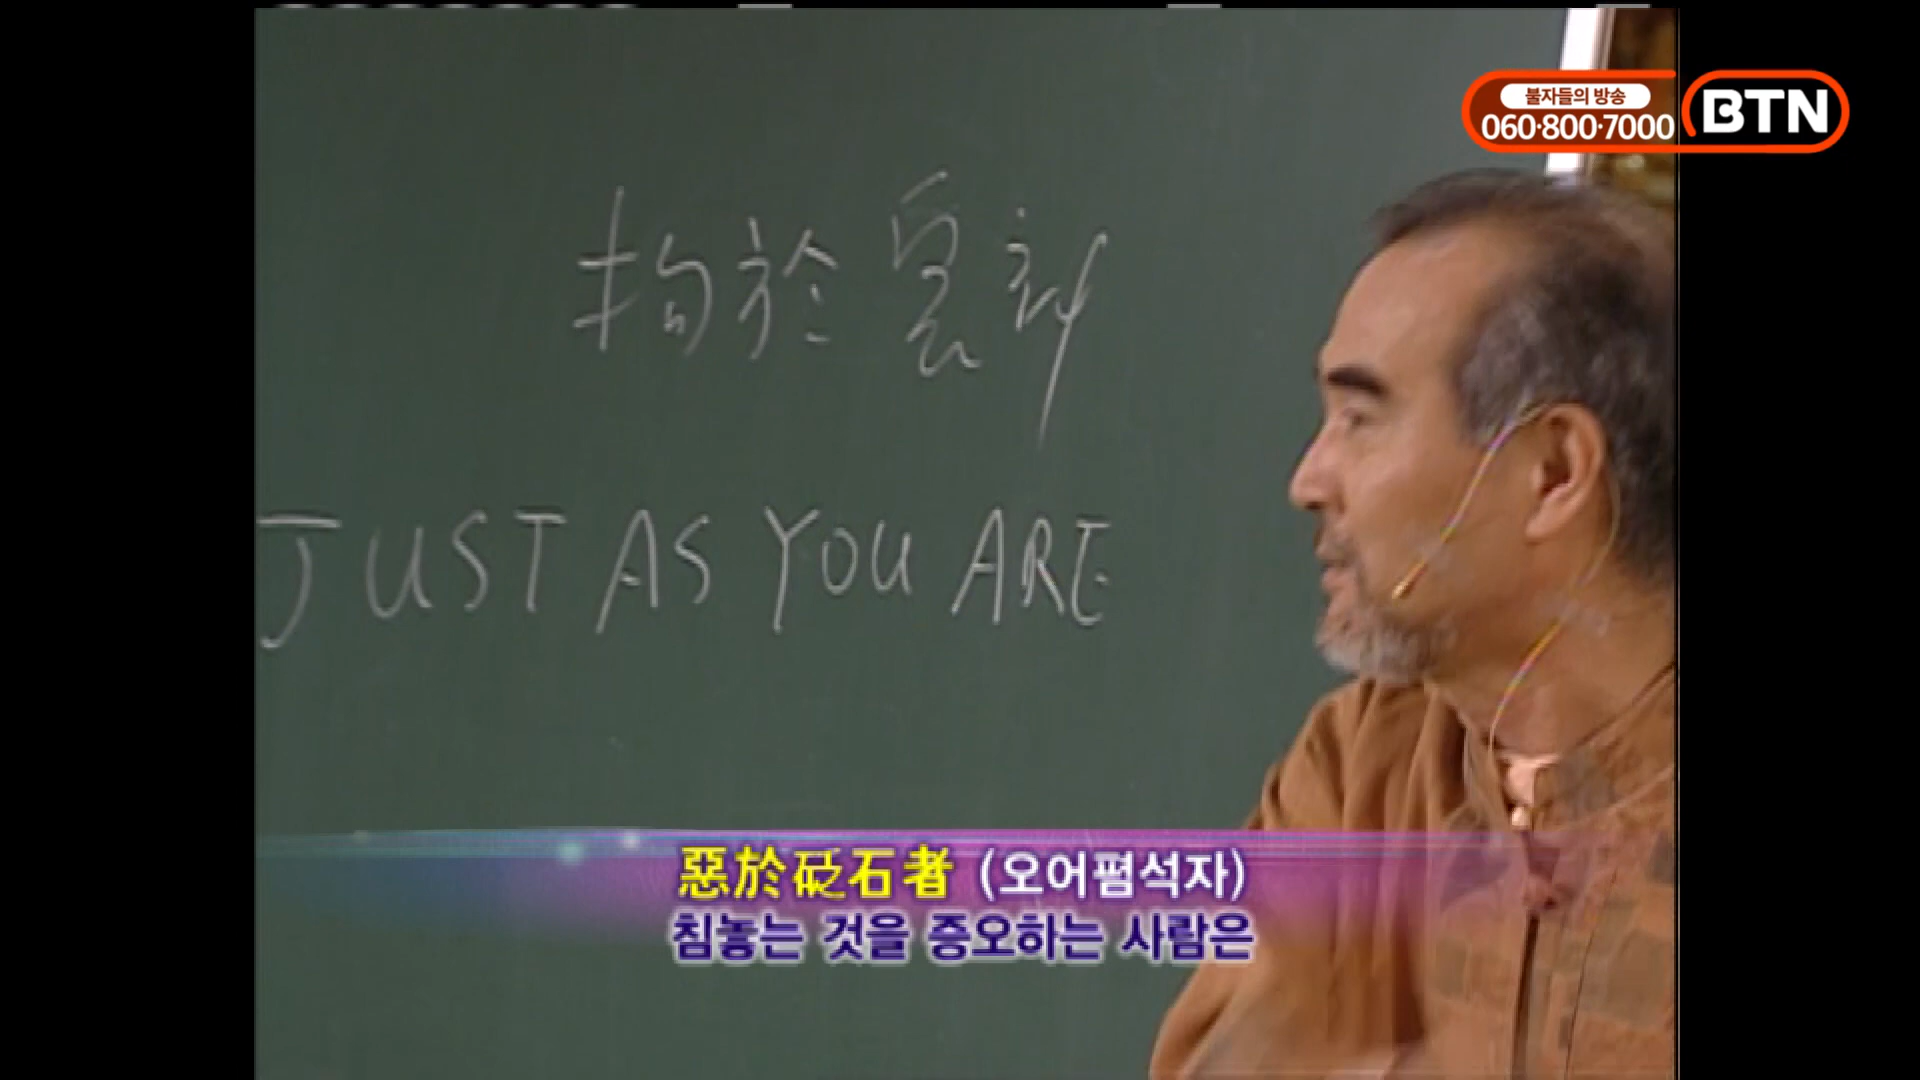 불자들의 방송
060·800·7000
BTN
拘於鬼神
JUST AS YOU ARE
惡於砭石者 (오어폄석자)
침놓는 것을 증오하는 사람은